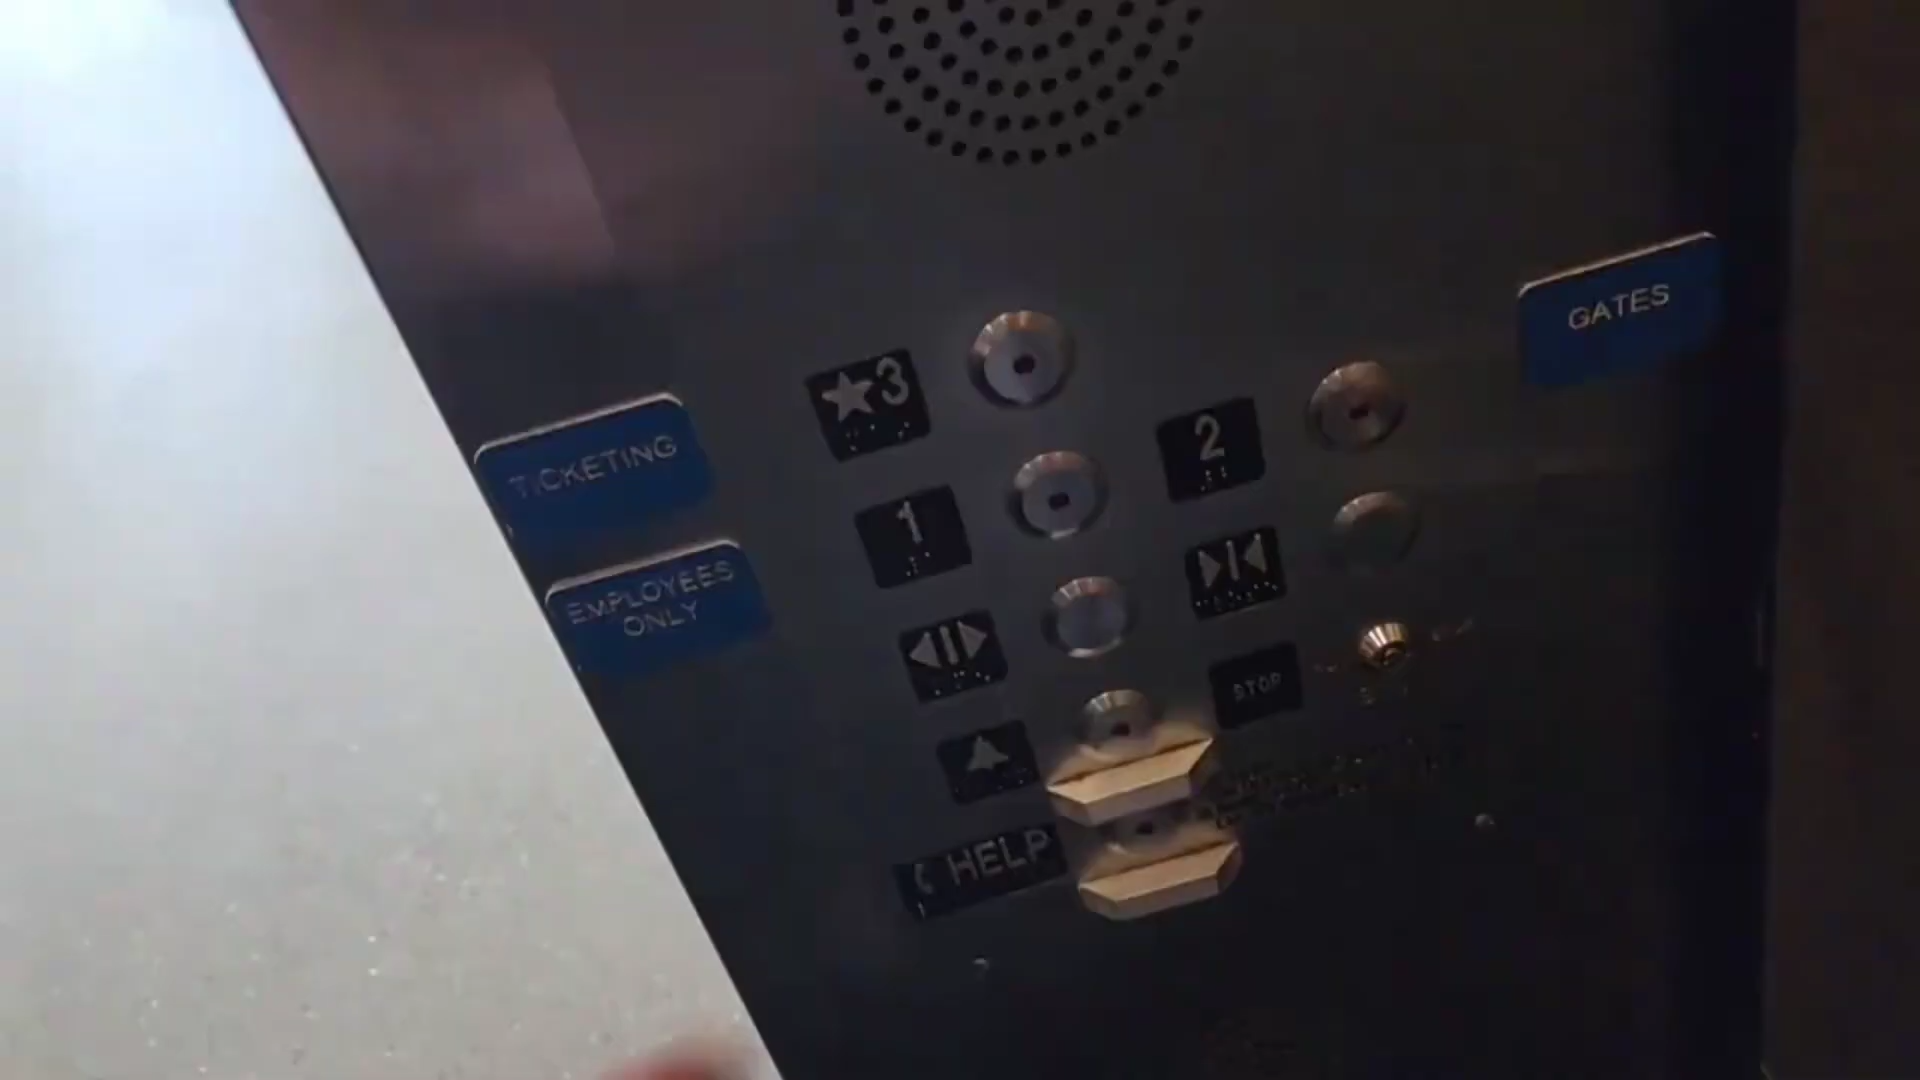 GATES
★3
TICKETING
2
1
EMPLOYEES
ONLY
STOP
HELP